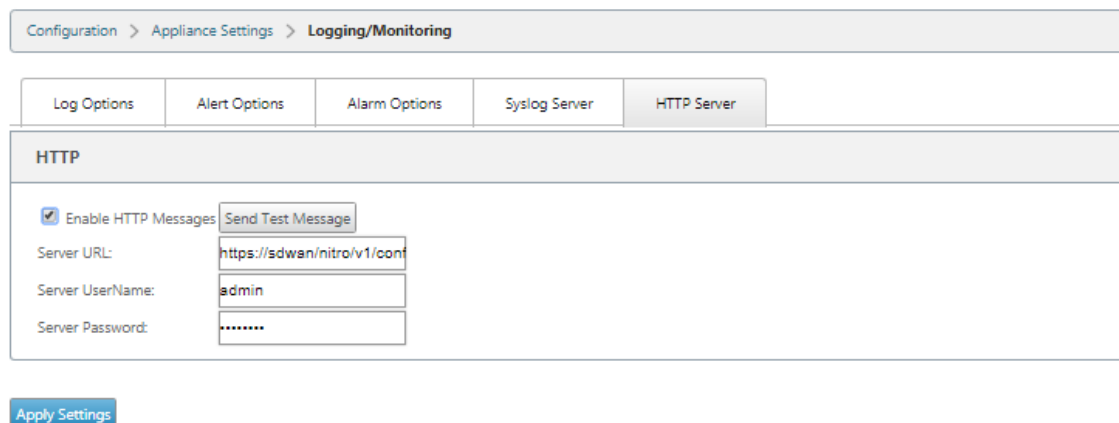 Configuration > Appliance Settings > Logging/Monitoring
Log Options Alert Options Alarm Options Syslog Server HTTP Server
HTTP
Enable HTTP Messages Send Test Message
Server URL: https://sdwan/nitro/v1/conf
Server UserName: admin
Server Password: ••••••••
Apply Settings